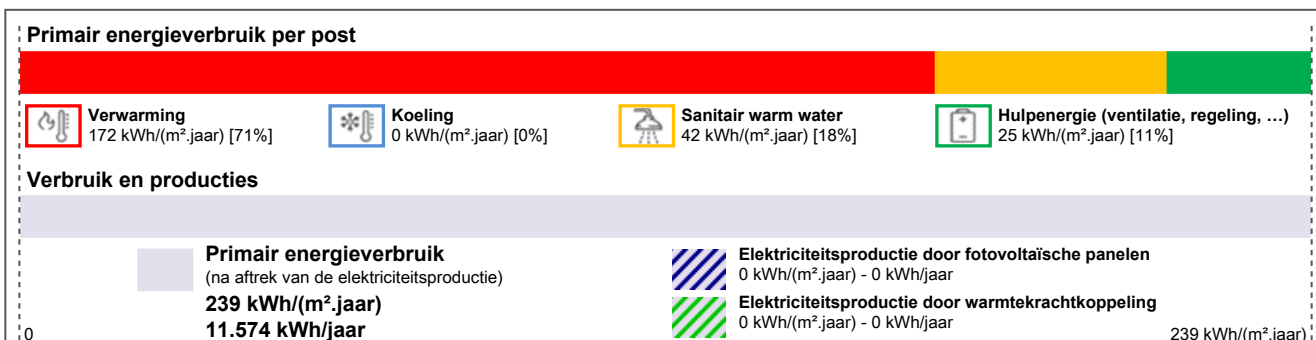 Primair energieverbruik per post
Verwarming
172 kWh/(m².jaar) [71%]
Koeling
0 kWh/(m².jaar) [0%]
Sanitair warm water
42 kWh/(m².jaar) [18%]
Hulpenergie (ventilatie, regeling, …)
25 kWh/(m².jaar) [11%]
Verbruik en producties
Primair energieverbruik
(na aftrek van de elektriciteitsproductie)
239 kWh/(m².jaar)
11.574 kWh/jaar
Elektriciteitsproductie door fotovoltaïsche panelen
0 kWh/(m².jaar) - 0 kWh/jaar
Elektriciteitsproductie door warmtekrachtkoppeling
0 kWh/(m².jaar) - 0 kWh/jaar
0
239 kWh/(m².jaar)